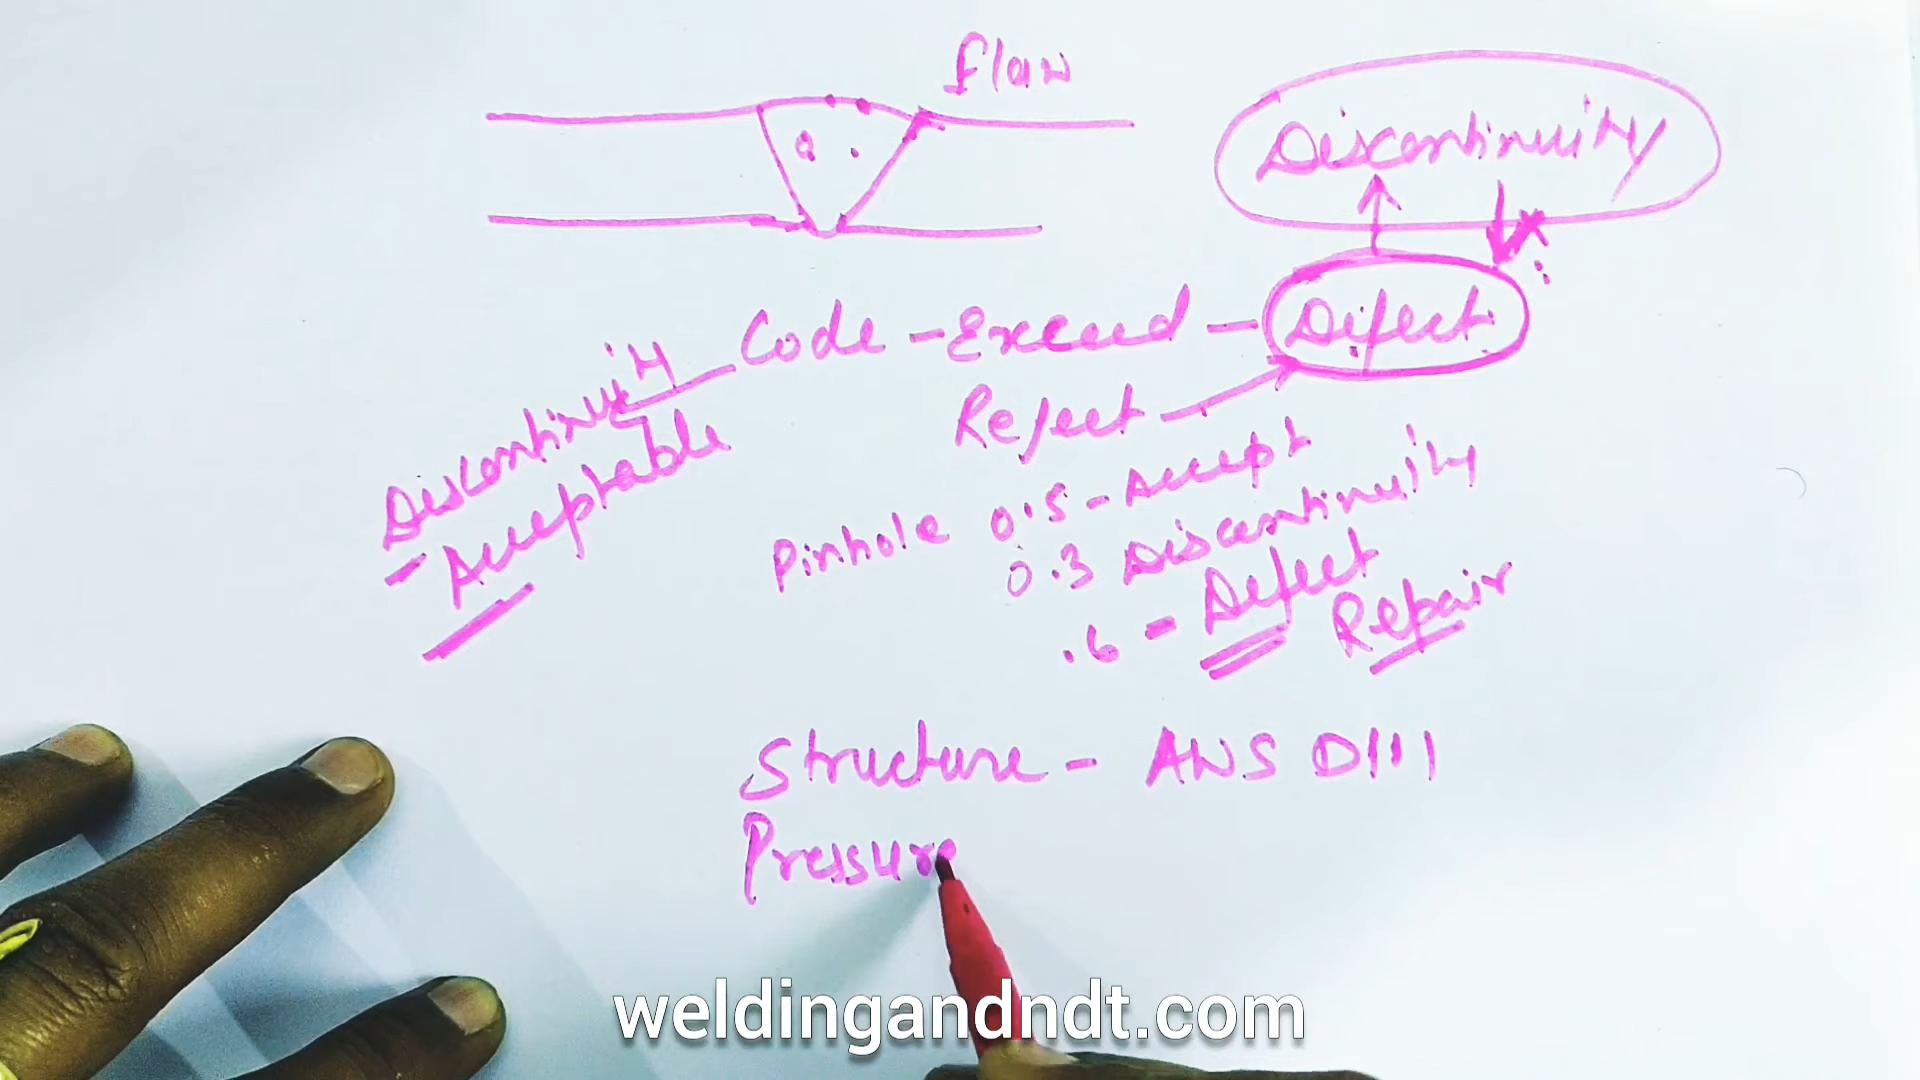 Flaw
Discontinuity
Code - Exceed - Defect
Reject
Discontinuity
- Acceptable
Pinhole 0.5 - Accept
0.3 Discontinuity
.6 - Defect
Repair
Structure - AWS D1.1
Pressure
weldingandndt.com